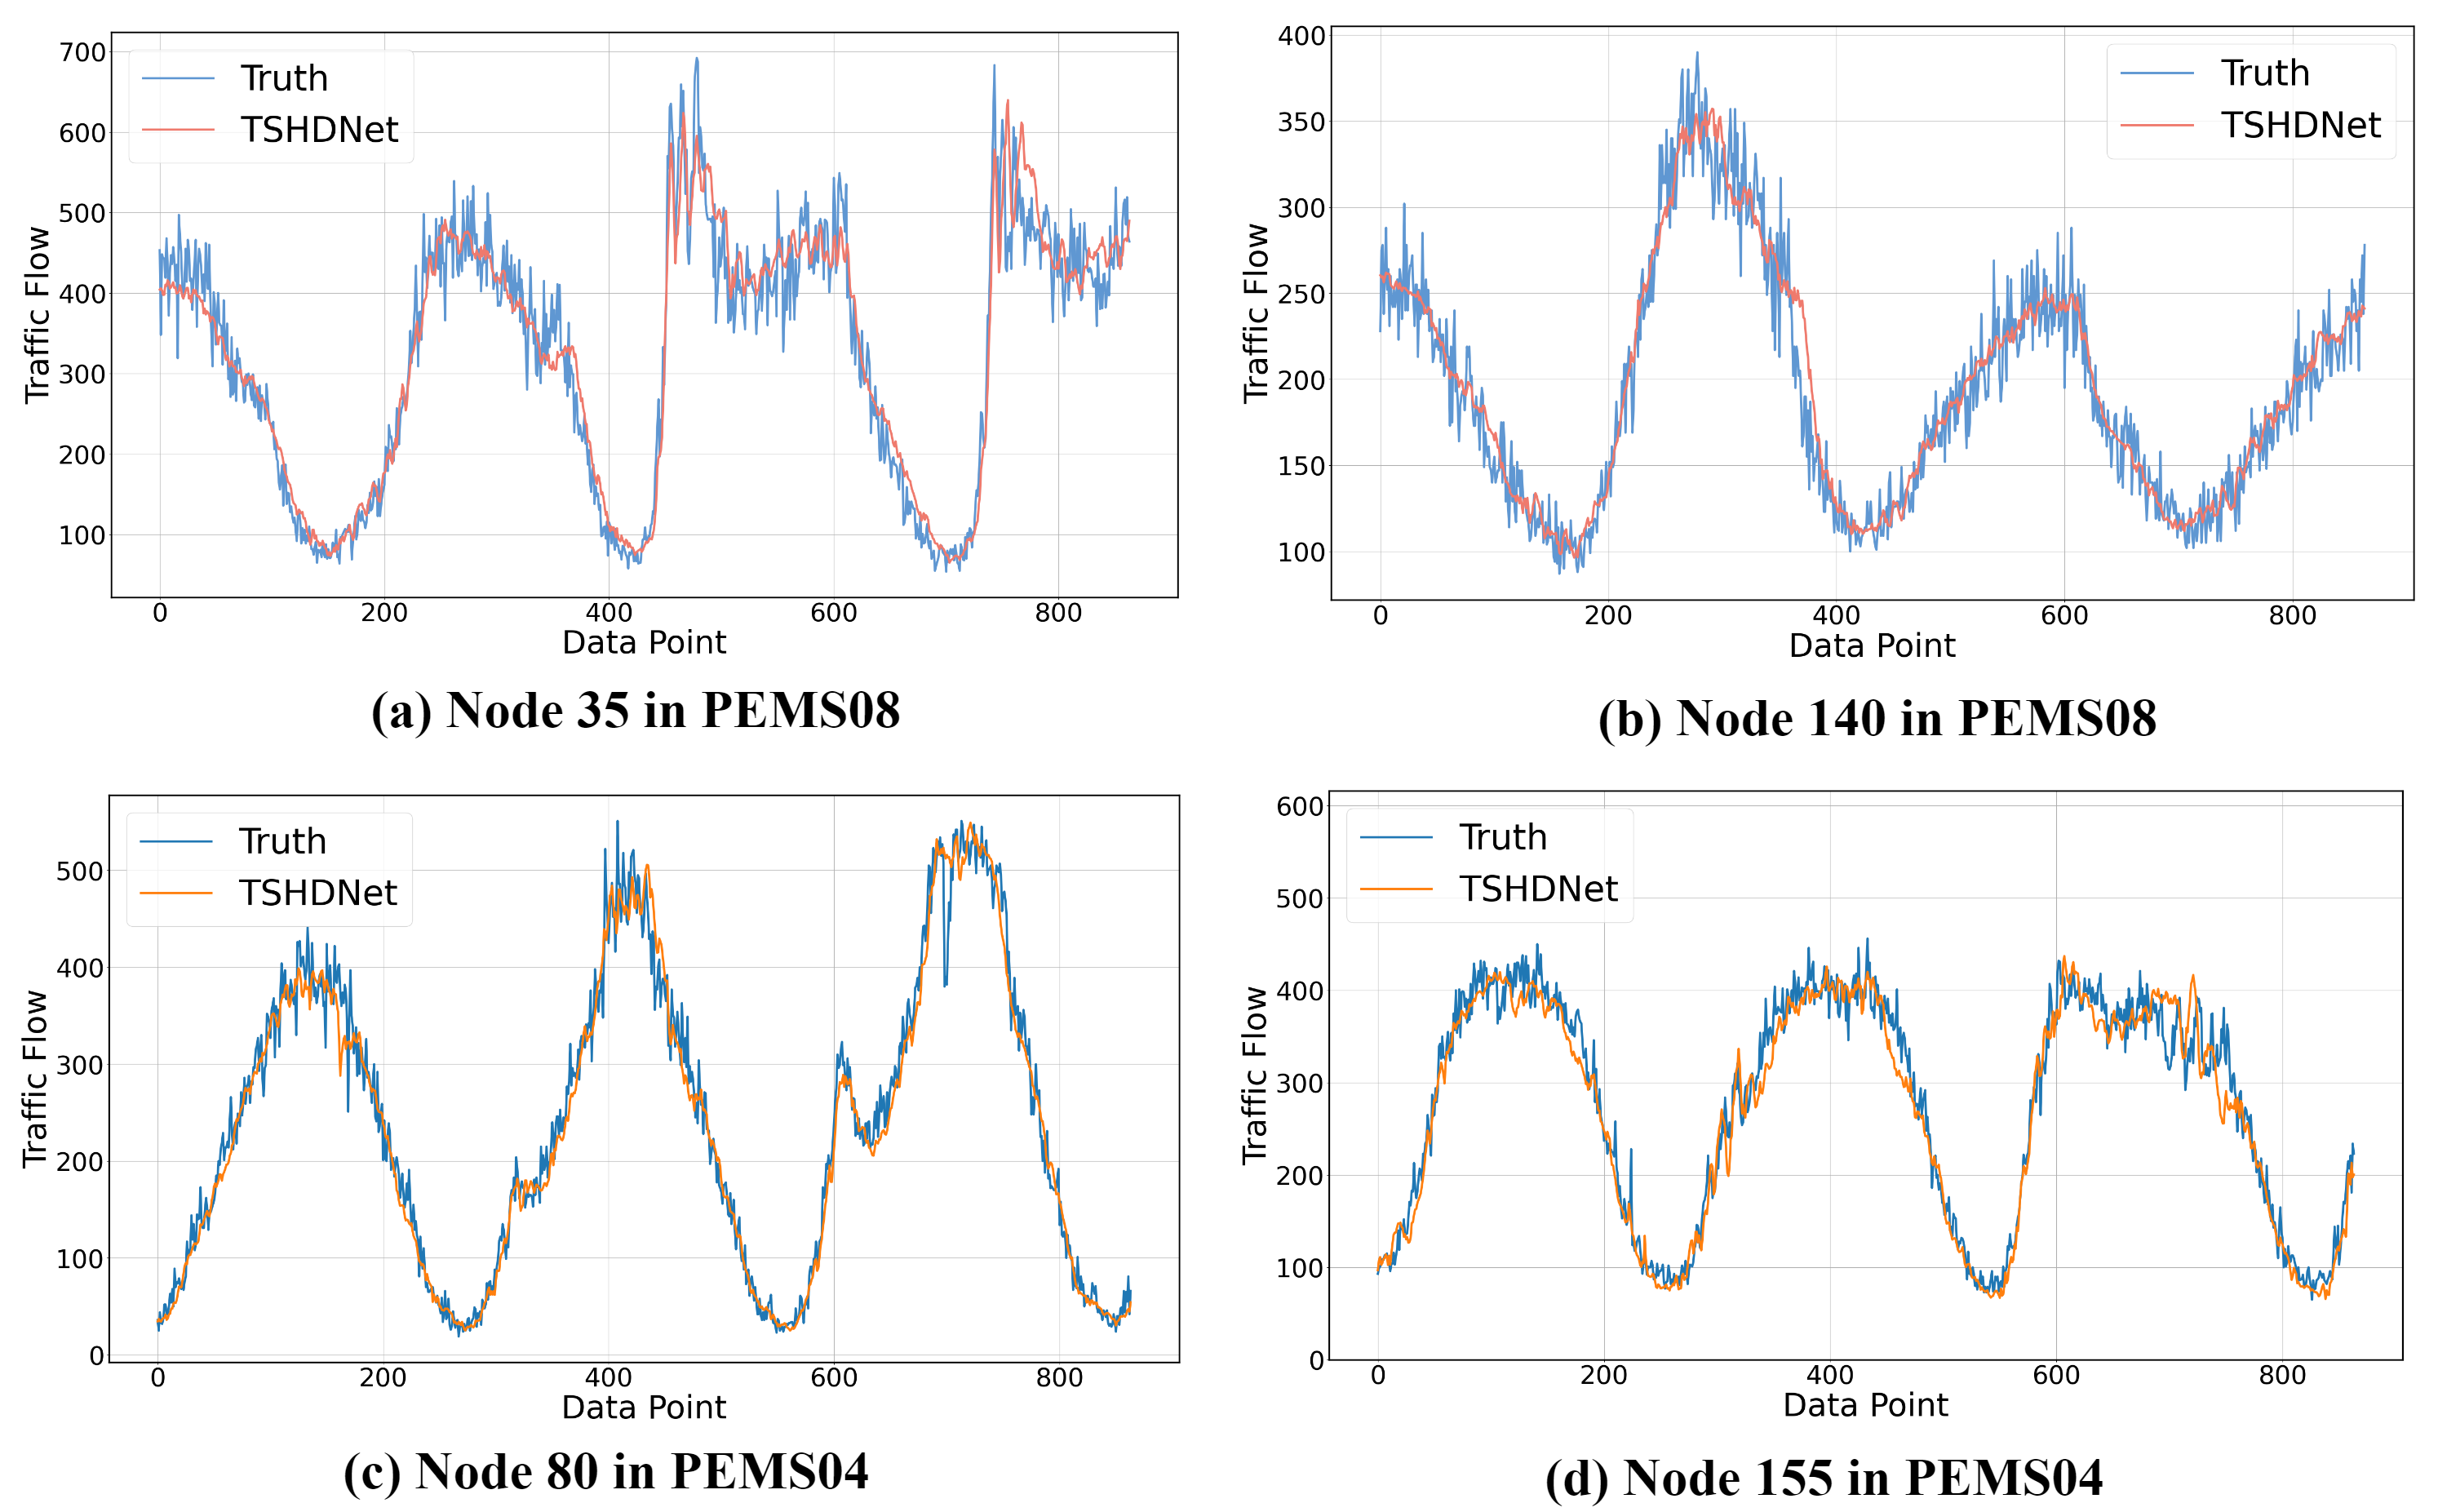 700
600
500
400
300
200
100
Traffic Flow
Truth
TSHDNet
0 200 400 600 800
Data Point
(a) Node 35 in PEMS08
400
350
300
250
200
150
100
Traffic Flow
Truth
TSHDNet
0 200 400 600 800
Data Point
(b) Node 140 in PEMS08
500
400
300
200
100
0
Traffic Flow
Truth
TSHDNet
0 200 400 600 800
Data Point
(c) Node 80 in PEMS04
600
500
400
300
200
100
0
Traffic Flow
Truth
TSHDNet
0 200 400 600 800
Data Point
(d) Node 155 in PEMS04